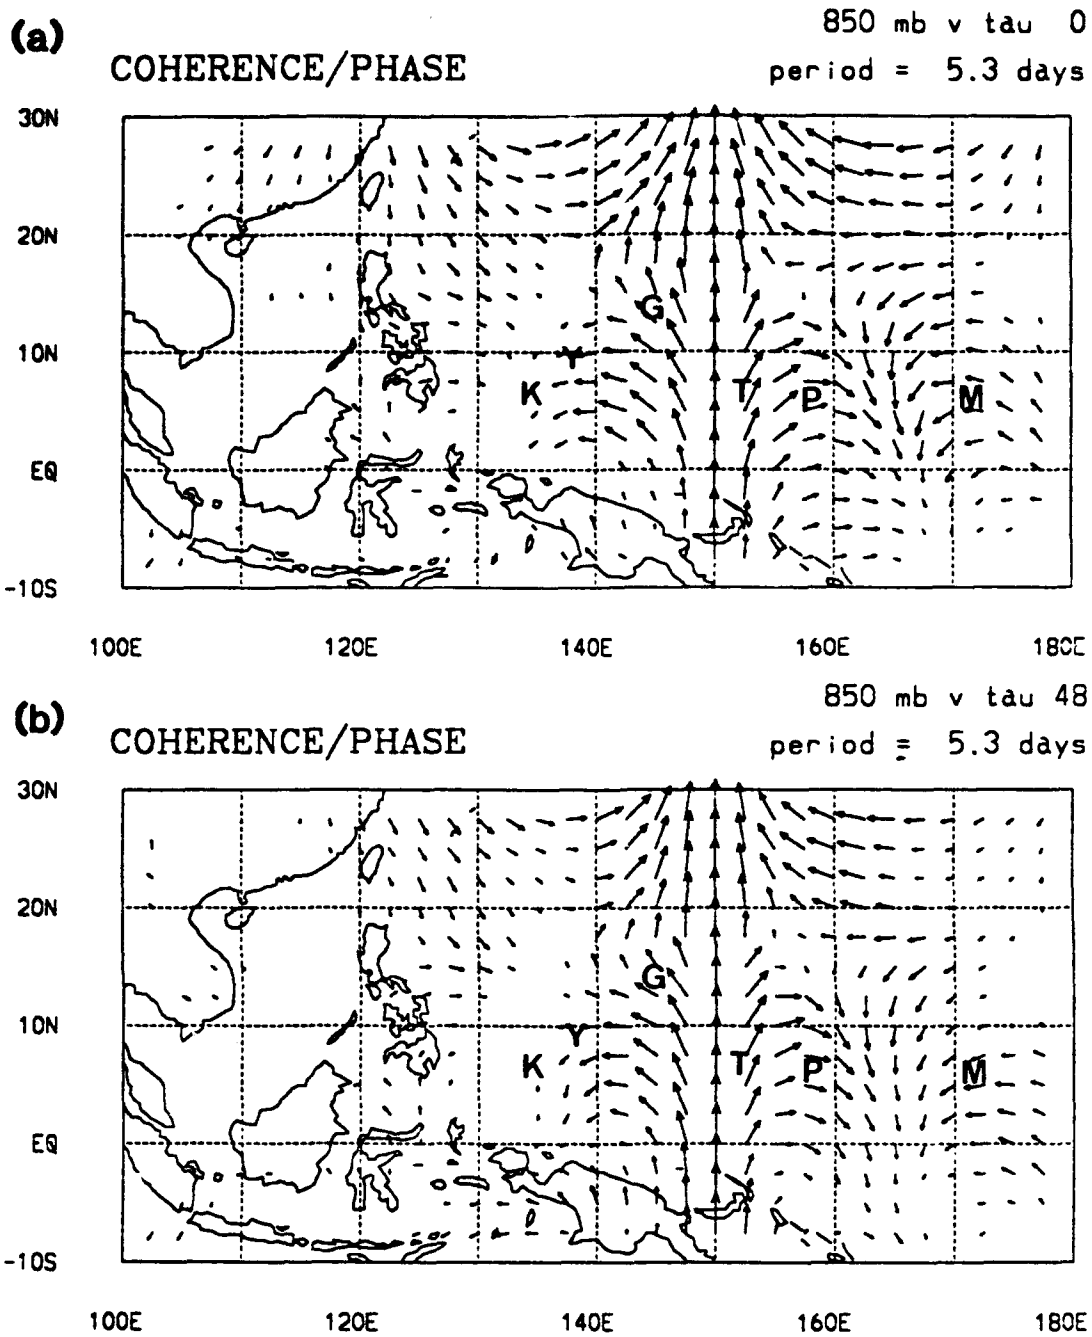 (a)
850 mb v tau 0
COHERENCE/PHASE
period = 5.3 days
30N
20N
G
10N
Y
K
T
P
M
EQ
-10S
100E 120E 140E 160E 180E
(b)
850 mb v tau 48
COHERENCE/PHASE
period = 5.3 days
30N
20N
G
10N
Y
K
T
P
M
EQ
-10S
100E 120E 140E 160E 180E